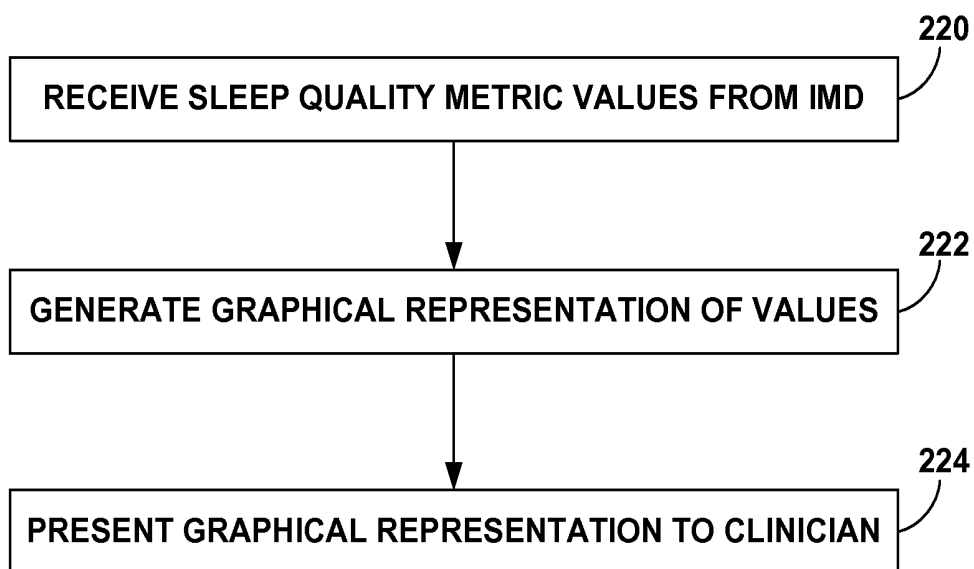 220
RECEIVE SLEEP QUALITY METRIC VALUES FROM IMD
222
GENERATE GRAPHICAL REPRESENTATION OF VALUES
224
PRESENT GRAPHICAL REPRESENTATION TO CLINICIAN